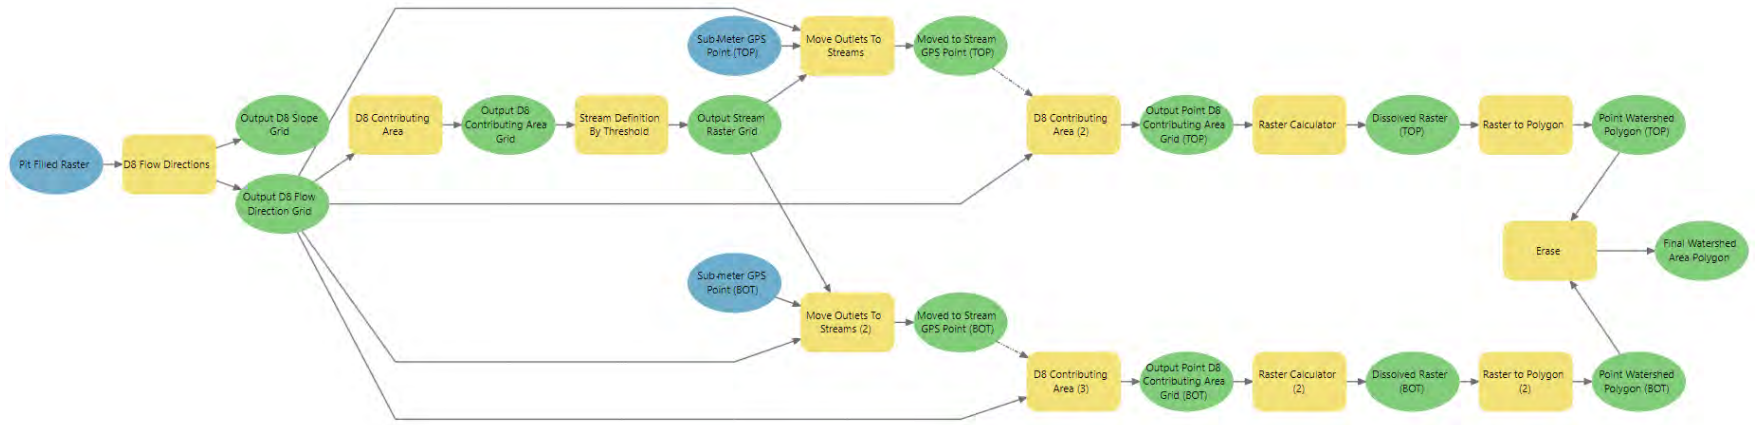 Pit Filled Raster
D8 Flow Directions
Output D8 Slope
Grid
Output D8 Flow
Direction Grid
D8 Contributing
Area
Output D8
Contributing Area
Grid
Stream Definition
By Threshold
Output Stream
Raster Grid
Sub-Meter GPS
Point (TOP)
Move Outlets To
Streams
Moved to Stream
GPS Point (TOP)
D8 Contributing
Area (2)
Output Point D8
Contributing Area
Grid (TOP)
Raster Calculator
Dissolved Raster
(TOP)
Raster to Polygon
Point Watershed
Polygon (TOP)
Erase
Final Watershed
Area Polygon
Sub-meter GPS
Point (BOT)
Move Outlets To
Streams (2)
Moved to Stream
GPS Point (BOT)
D8 Contributing
Area (3)
Output Point D8
Contributing Area
Grid (BOT)
Raster Calculator
(2)
Dissolved Raster
(BOT)
Raster to Polygon
(2)
Point Watershed
Polygon (BOT)